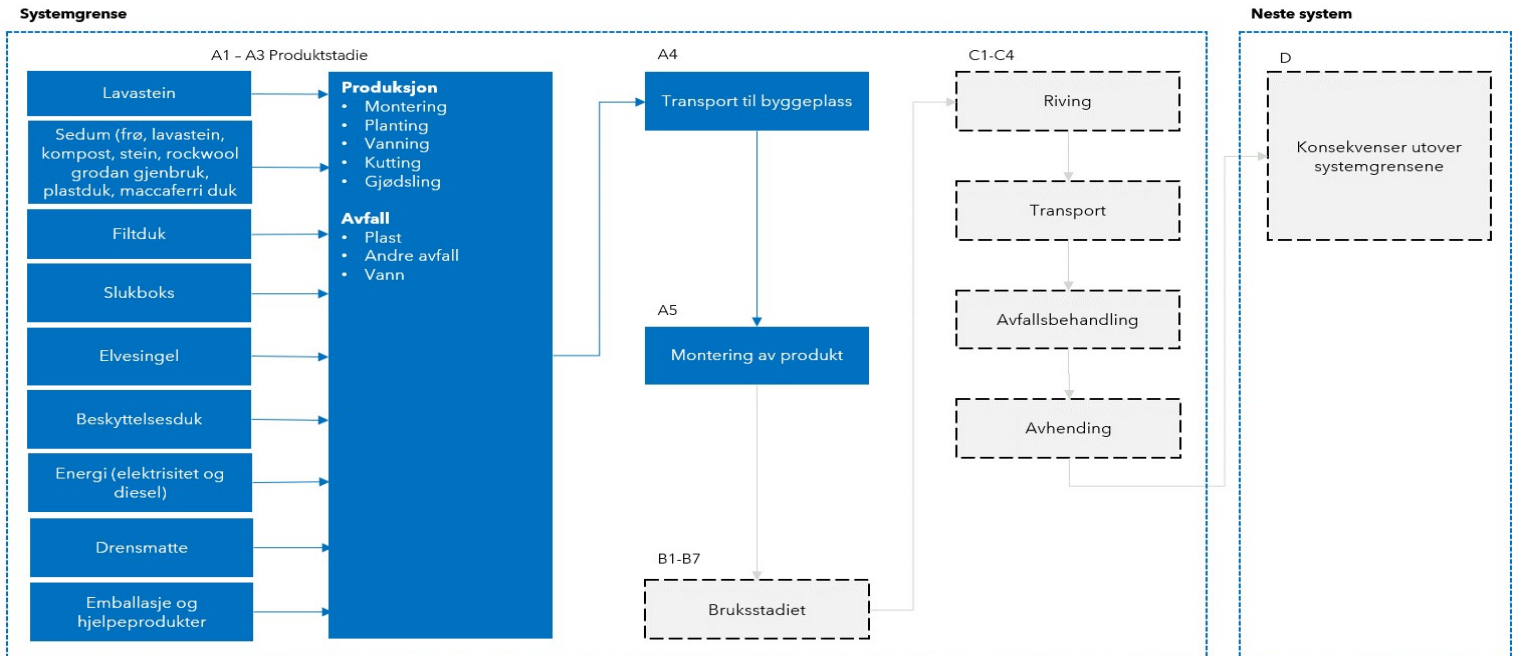 Systemgrense
Neste system
A1 – A3 Produktstadie
Lavastein
Sedum (frø, lavastein,
kompost, stein, rockwool
grodan gjenbruk,
plastduk, maccaferri duk
Filtduk
Slukboks
Elvesingel
Beskyttelsesduk
Energi (elektrisitet og
diesel)
Drensmatte
Emballasje og
hjelpeprodukter
Produksjon
• Montering
• Planting
• Vanning
• Kutting
• Gjødsling
Avfall
• Plast
• Andre avfall
• Vann
A4
Transport til byggeplass
A5
Montering av produkt
B1-B7
Bruksstadiet
C1-C4
Riving
Transport
Avfallsbehandling
Avhending
D
Konsekvenser utover
systemgrensene